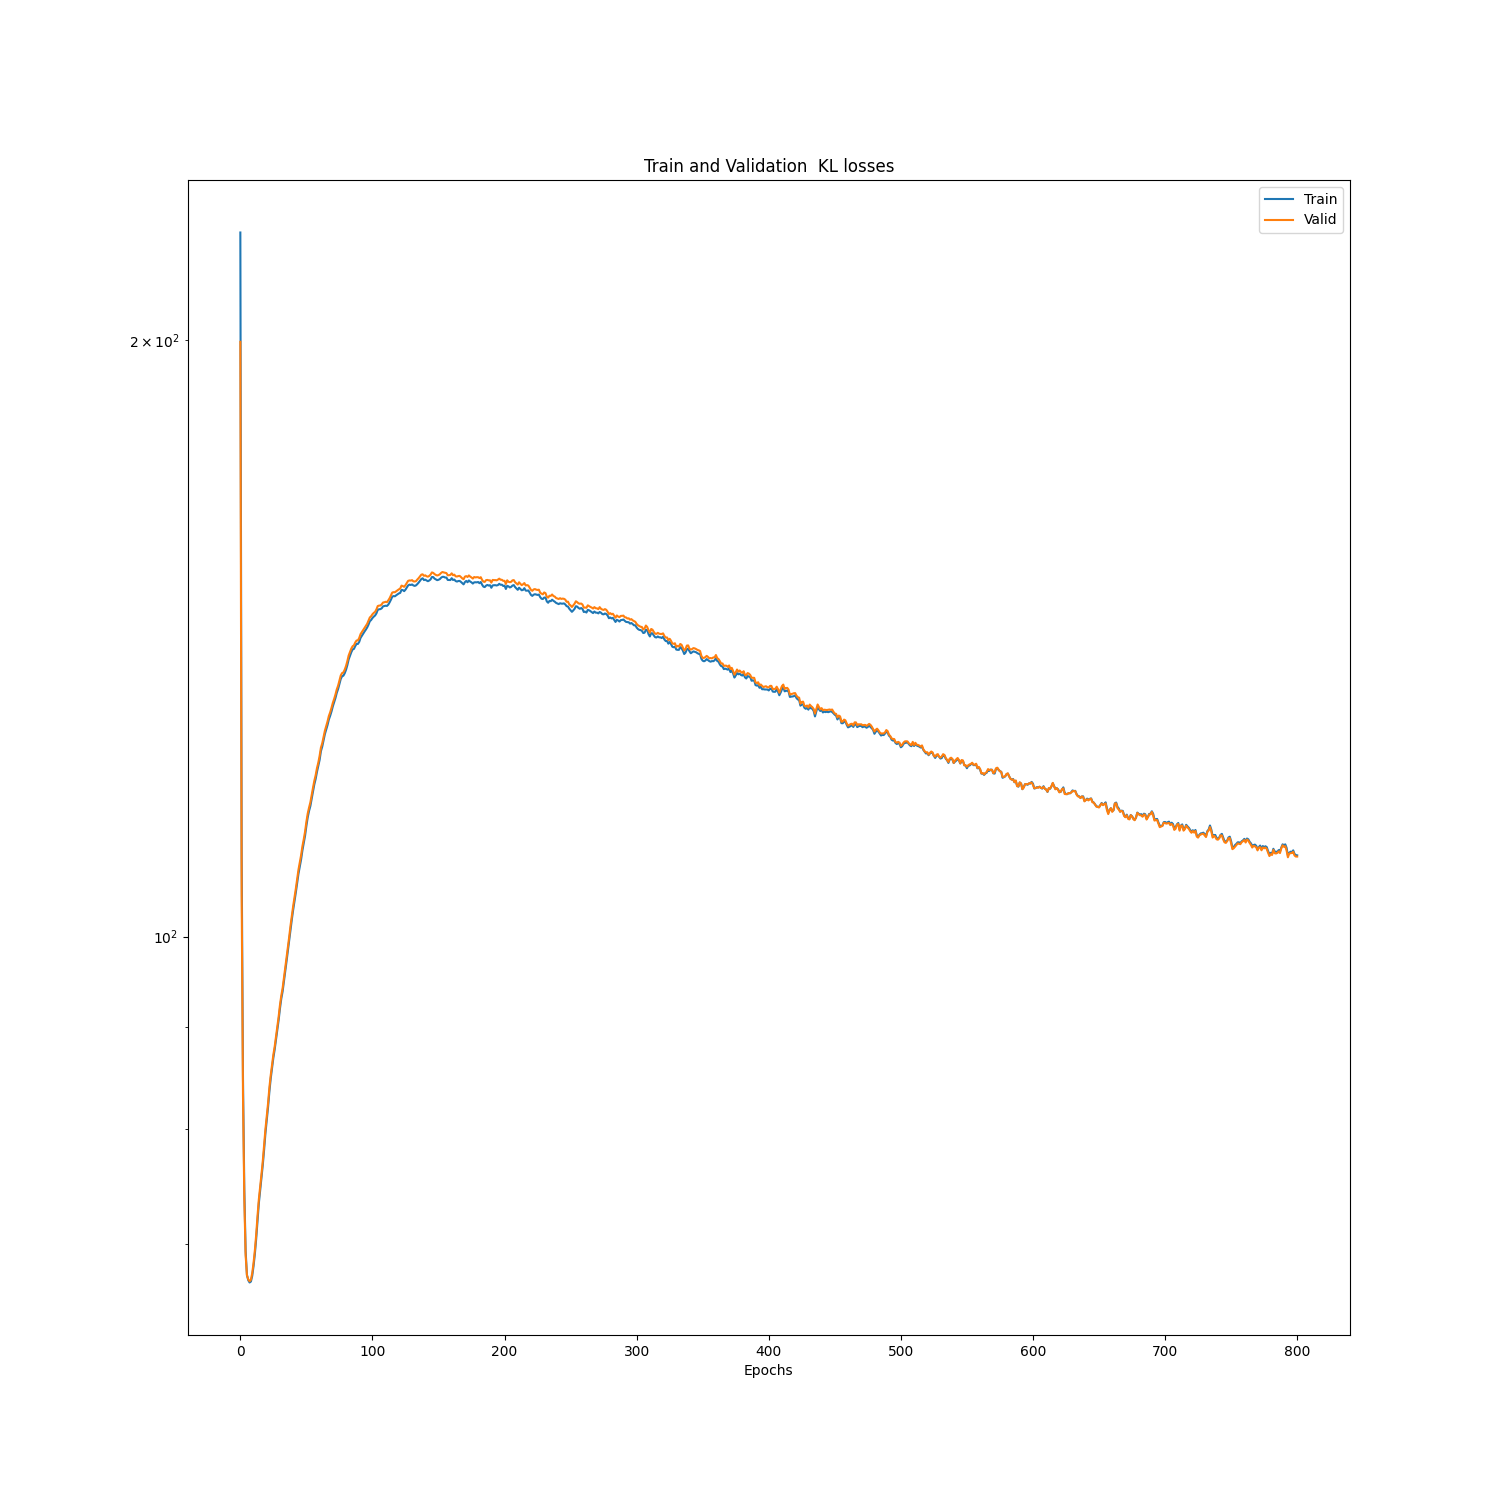 Train and Validation  KL losses
Train
Valid
2 × 10²
10²
0 100 200 300 400 500 600 700 800
Epochs